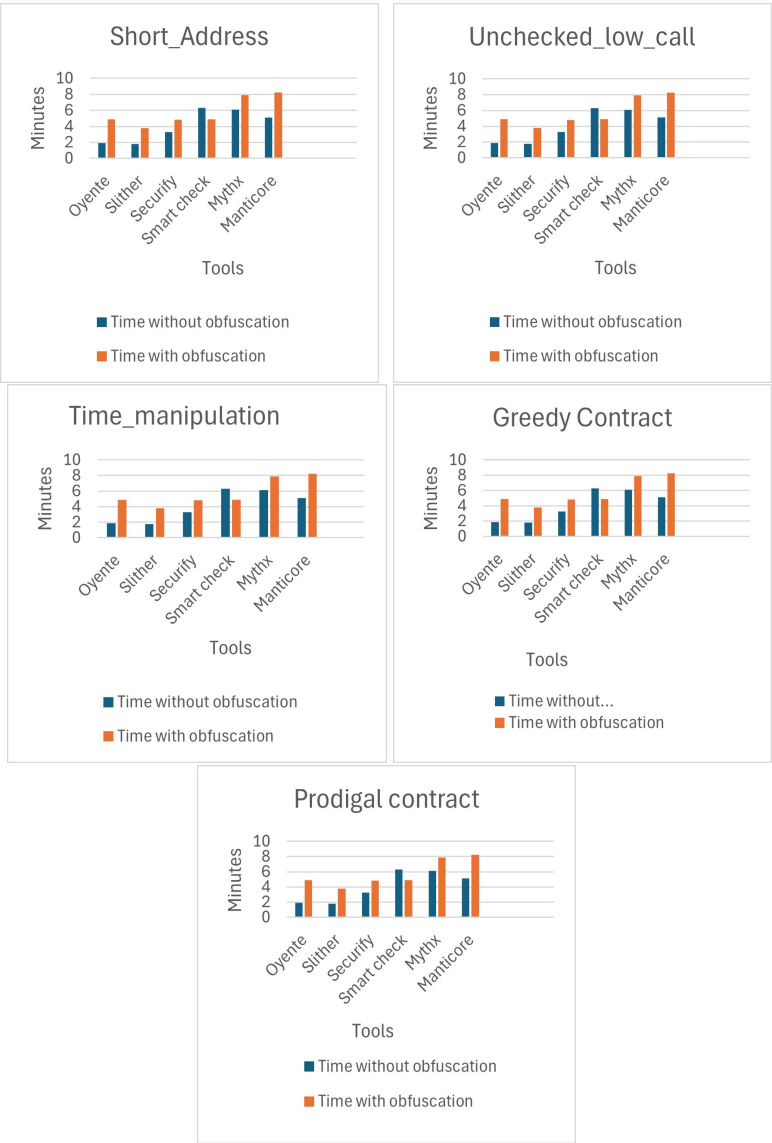 Short_Address
10
8
6
4
2
0
Minutes
Oyente
Slither
Securify
Smart check
Mythx
Manticore
Tools
Time without obfuscation
Time with obfuscation
Unchecked_low_call
10
8
6
4
2
0
Minutes
Oyente
Slither
Securify
Smart check
Mythx
Manticore
Tools
Time without obfuscation
Time with obfuscation
Time_manipulation
10
8
6
4
2
0
Minutes
Oyente
Slither
Securify
Smart check
Mythx
Manticore
Tools
Time without obfuscation
Time with obfuscation
Greedy Contract
10
8
6
4
2
0
Minutes
Oyente
Slither
Securify
Smart check
Mythx
Manticore
Tools
Time without...
Time with obfuscation
Prodigal contract
10
8
6
4
2
0
Minutes
Oyente
Slither
Securify
Smart check
Mythx
Manticore
Tools
Time without obfuscation
Time with obfuscation